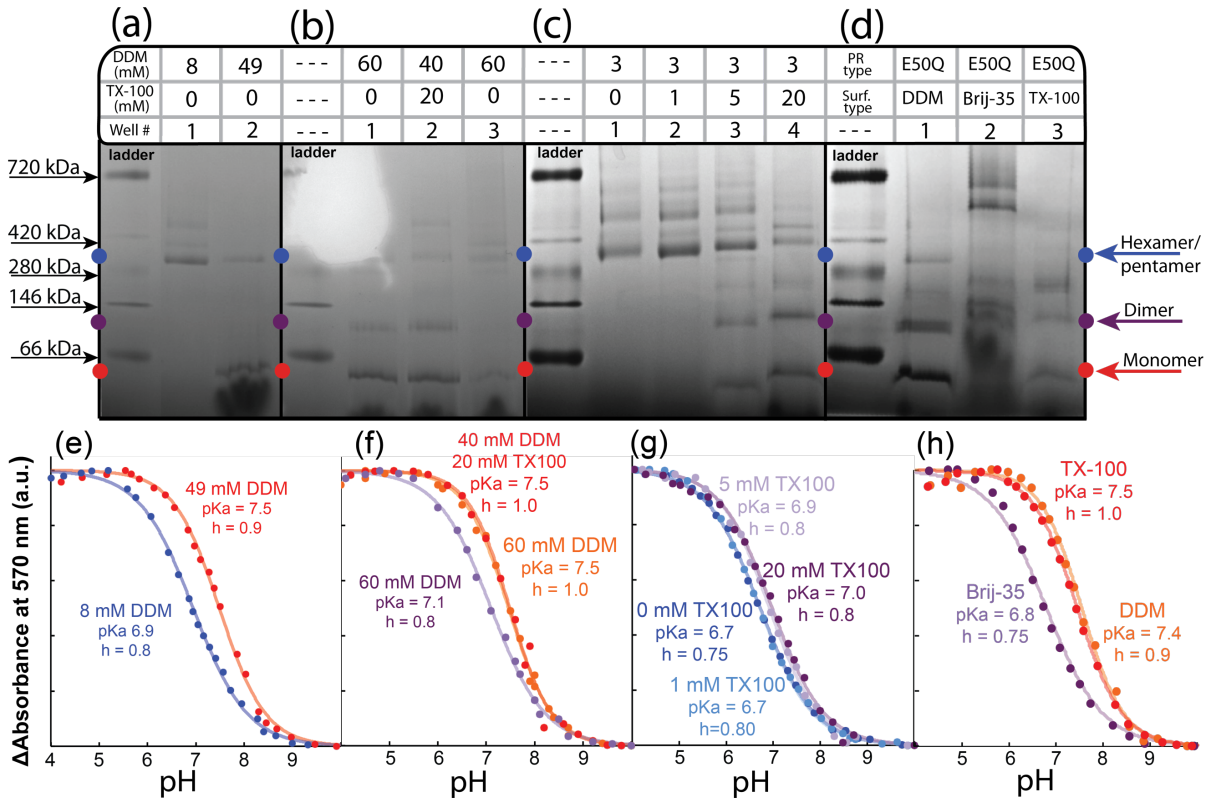 (a) (b) (c) (d)
DDM (mM) 8 49 --- 60 40 60 --- 3 3 3 3 PR type E50Q E50Q E50Q
TX-100 (mM) 0 0 --- 0 20 0 --- 0 1 5 20 Surf. type DDM Brij-35 TX-100
Well # 1 2 --- 1 2 3 --- 1 2 3 4 --- 1 2 3
ladder ladder ladder ladder
720 kDa
420 kDa
280 kDa
146 kDa
66 kDa
Hexamer/
pentamer
Dimer
Monomer
(e) (f) (g) (h)
ΔAbsorbance at 570 nm (a.u.)
49 mM DDM
pKa = 7.5
h = 0.9
8 mM DDM
pKa 6.9
h = 0.8
40 mM DDM
20 mM TX100
pKa = 7.5
h = 1.0
60 mM DDM
pKa = 7.5
h = 1.0
60 mM DDM
pKa = 7.1
h = 0.8
5 mM TX100
pKa = 6.9
h = 0.8
20 mM TX100
pKa = 7.0
h = 0.8
0 mM TX100
pKa = 6.7
h = 0.75
1 mM TX100
pKa = 6.7
h=0.80
TX-100
pKa = 7.5
h = 1.0
Brij-35
pKa = 6.8
h = 0.75
DDM
pKa = 7.4
h = 0.9
4 5 6 7 8 9 5 6 7 8 9 5 6 7 8 9 5 6 7 8 9
pH pH pH pH